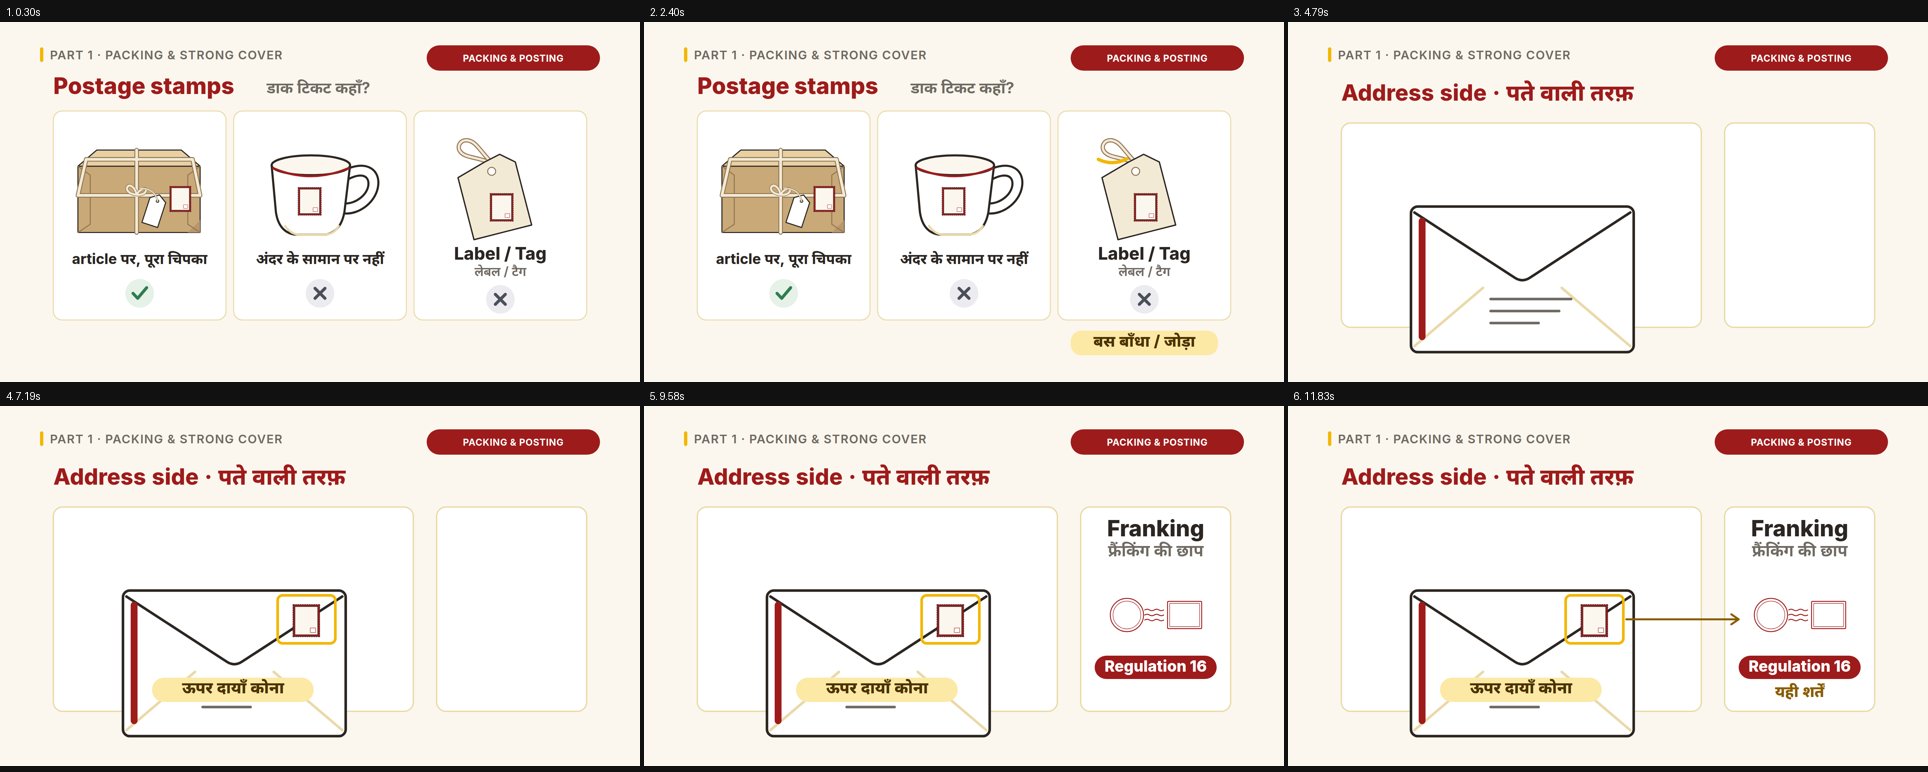 1. 0.30s
PART 1 · PACKING & STRONG COVER
PACKING & POSTING
Postage stamps
डाक टिकट कहाँ?
article पर, पूरा चिपका
अंदर के सामान पर नहीं
Label / Tag
लेबल / टैग
2. 2.40s
PART 1 · PACKING & STRONG COVER
PACKING & POSTING
Postage stamps
डाक टिकट कहाँ?
article पर, पूरा चिपका
अंदर के सामान पर नहीं
Label / Tag
लेबल / टैग
बस बाँधा / जोड़ा
3. 4.79s
PART 1 · PACKING & STRONG COVER
PACKING & POSTING
Address side · पते वाली तरफ़
4. 7.19s
PART 1 · PACKING & STRONG COVER
PACKING & POSTING
Address side · पते वाली तरफ़
ऊपर दायाँ कोना
5. 9.58s
PART 1 · PACKING & STRONG COVER
PACKING & POSTING
Address side · पते वाली तरफ़
ऊपर दायाँ कोना
Franking
फ्रैंकिंग की छाप
Regulation 16
6. 11.83s
PART 1 · PACKING & STRONG COVER
PACKING & POSTING
Address side · पते वाली तरफ़
ऊपर दायाँ कोना
Franking
फ्रैंकिंग की छाप
Regulation 16
यही शर्तें